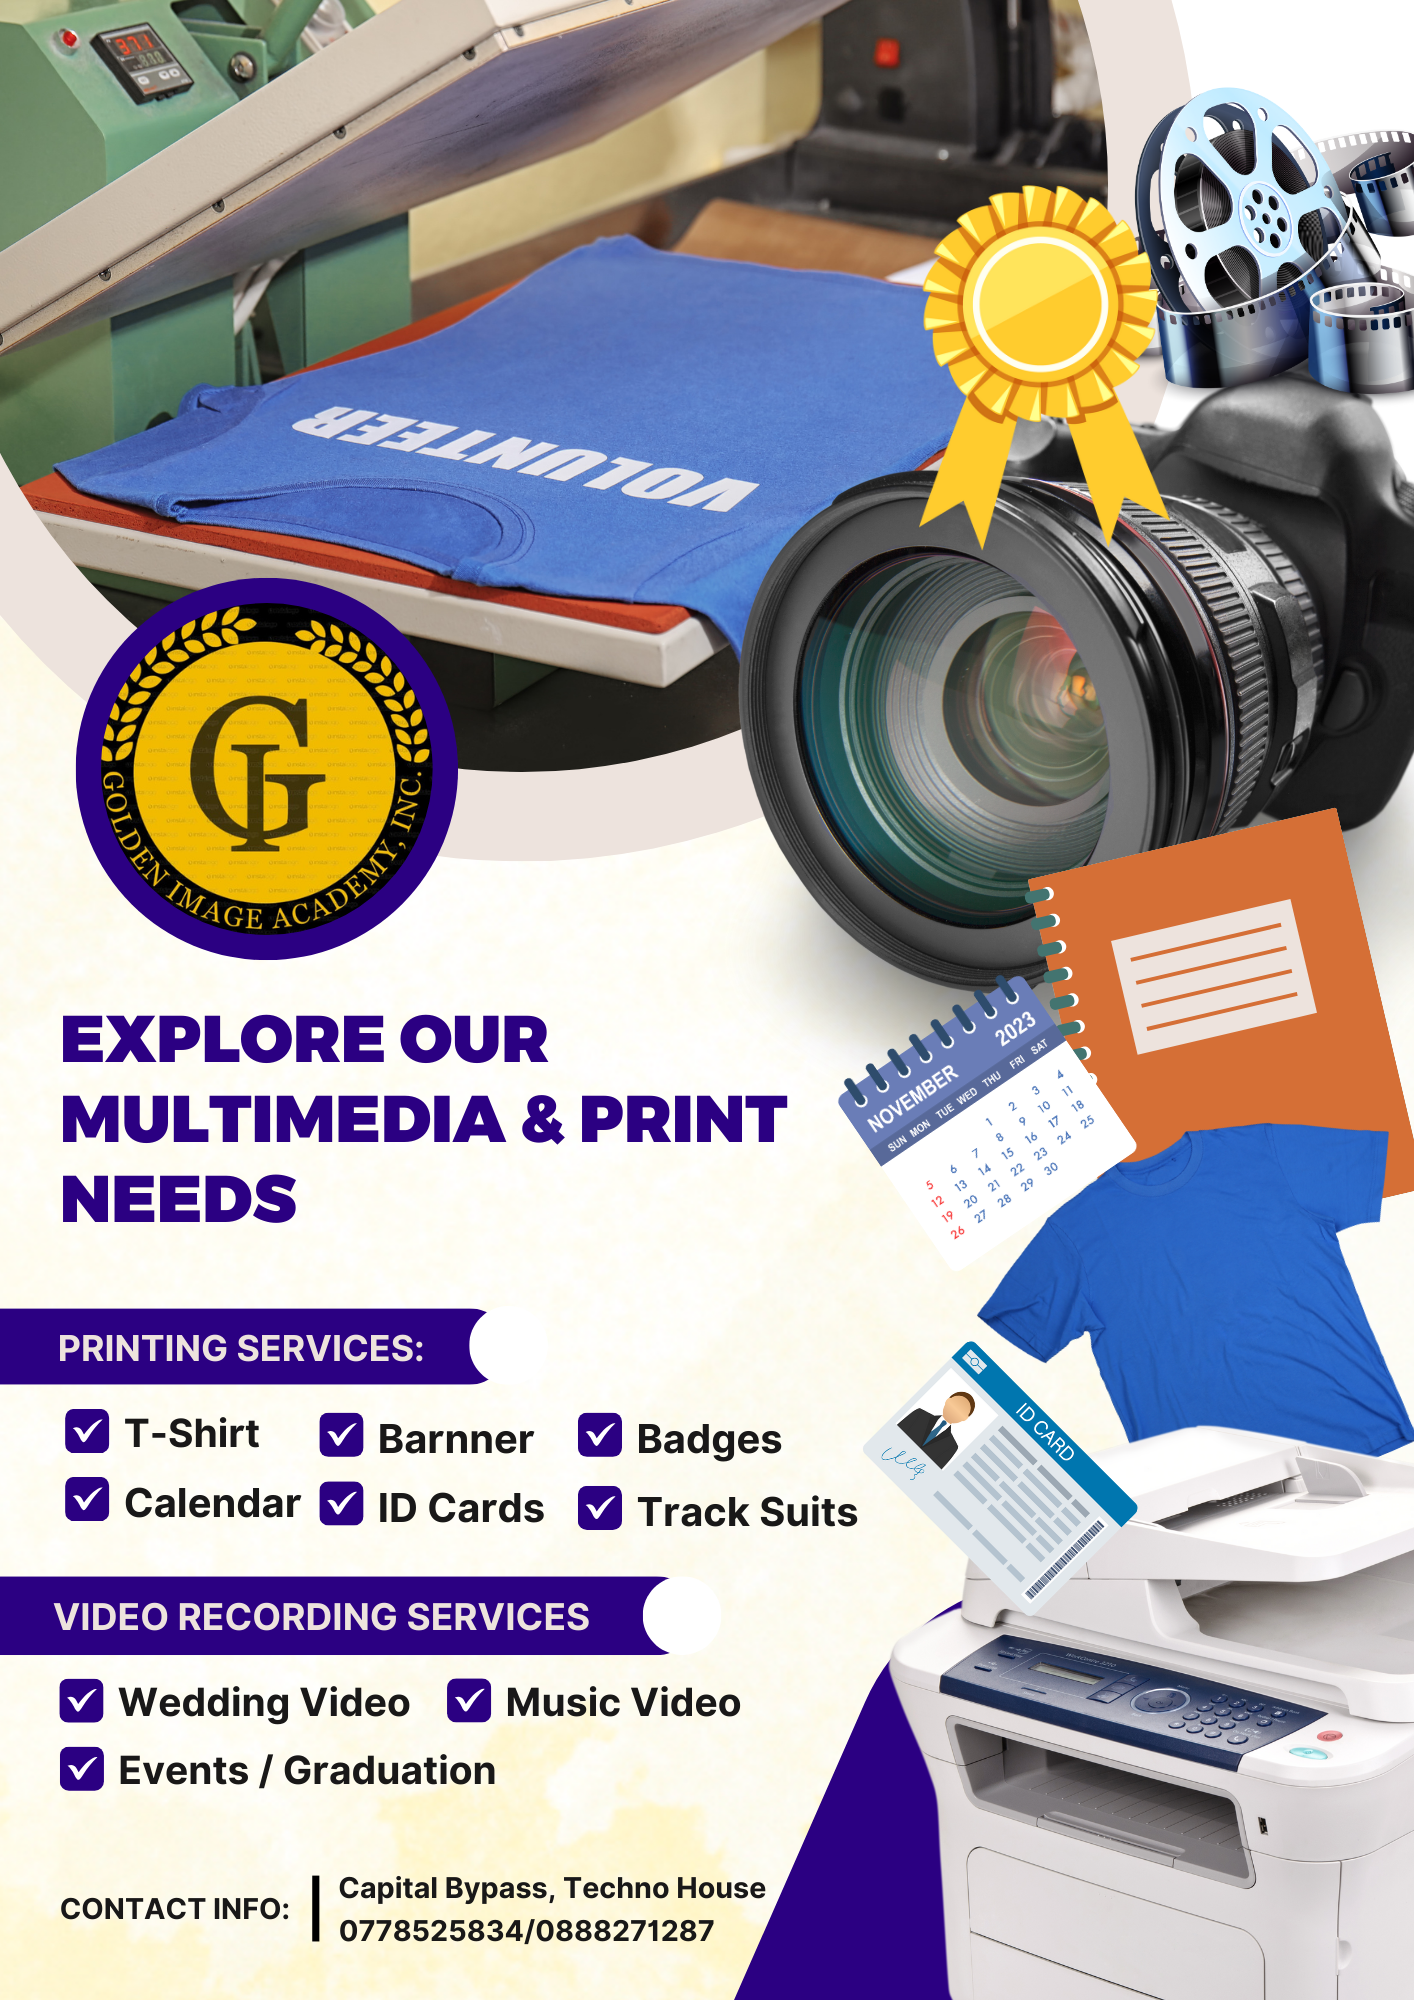 371
VOLUNTEER
GI
GOLDEN IMAGE ACADEMY, INC.
EXPLORE OUR
MULTIMEDIA & PRINT
NEEDS
NOVEMBER 2023
SUN MON TUE WED THU FRI SAT
1 2 3 4
5 6 7 8 9 10 11
12 13 14 15 16 17 18
19 20 21 22 23 24 25
26 27 28 29 30
PRINTING SERVICES:
T-Shirt Barnner Badges
Calendar ID Cards Track Suits
ID CARD
VIDEO RECORDING SERVICES
Wedding Video Music Video
Events / Graduation
CONTACT INFO:
Capital Bypass, Techno House
0778525834/0888271287